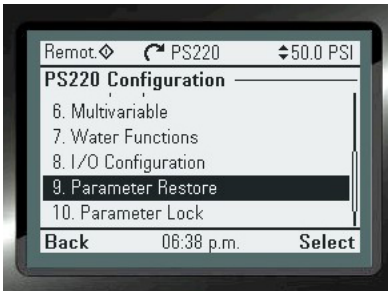 Remot. PS220 50.0 PSI
PS220 Configuration
6. Multivariable
7. Water Functions
8. I/O Configuration
9. Parameter Restore
10. Parameter Lock
Back 06:38 p.m. Select